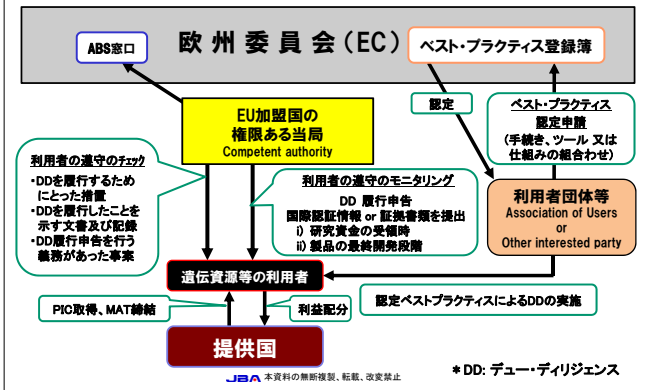 欧州委員会(EC)
ABS窓口
ベスト・プラクティス登録簿
EU加盟国の
権限ある当局
Competent authority
認定
ベスト・プラクティス
認定申請
(手続き、ツール 又は
仕組みの組合わせ)
利用者の遵守のチェック
・DDを履行するため
にとった措置
・DDを履行したことを
示す文書及び記録
・DD履行申告を行う
義務があった事案
利用者の遵守のモニタリング
DD 履行申告
国際認証情報 or 証拠書類を提出
i) 研究資金の受領時
ii) 製品の最終開発段階
利用者団体等
Association of Users
or
Other interested party
遺伝資源等の利用者
PIC取得、MAT締結
利益配分
認定ベストプラクティスによるDDの実施
提供国
JBA 本資料の無断複製、転載、改変禁止
*DD: デュー・ディリジェンス